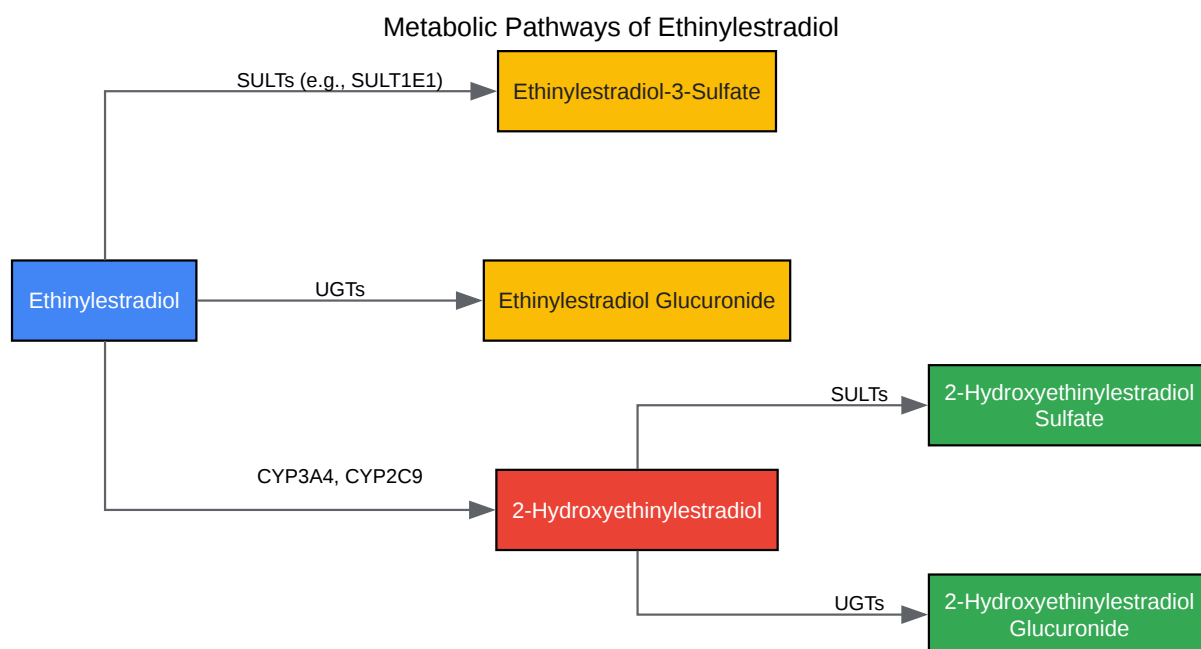 Metabolic Pathways of Ethinylestradiol
SULTs (e.g., SULT1E1)
Ethinylestradiol-3-Sulfate
Ethinylestradiol
UGTs
Ethinylestradiol Glucuronide
SULTs
2-Hydroxyethinylestradiol
Sulfate
CYP3A4, CYP2C9
2-Hydroxyethinylestradiol
UGTs
2-Hydroxyethinylestradiol
Glucuronide